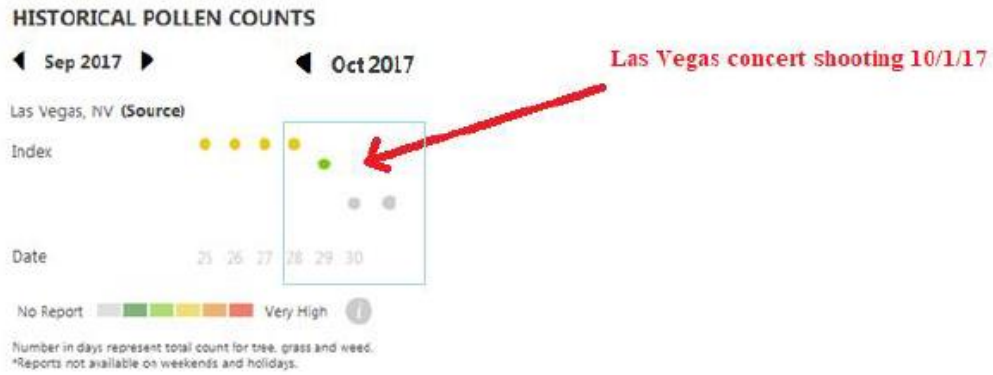 HISTORICAL POLLEN COUNTS
Sep 2017 Oct 2017
Las Vegas concert shooting 10/1/17
Las Vegas, NV (Source)
Index
Date 25 26 27 28 29 30
No Report Very High i
Number in days represent total count for tree, grass and weed.
*Reports not available on weekends and holidays.